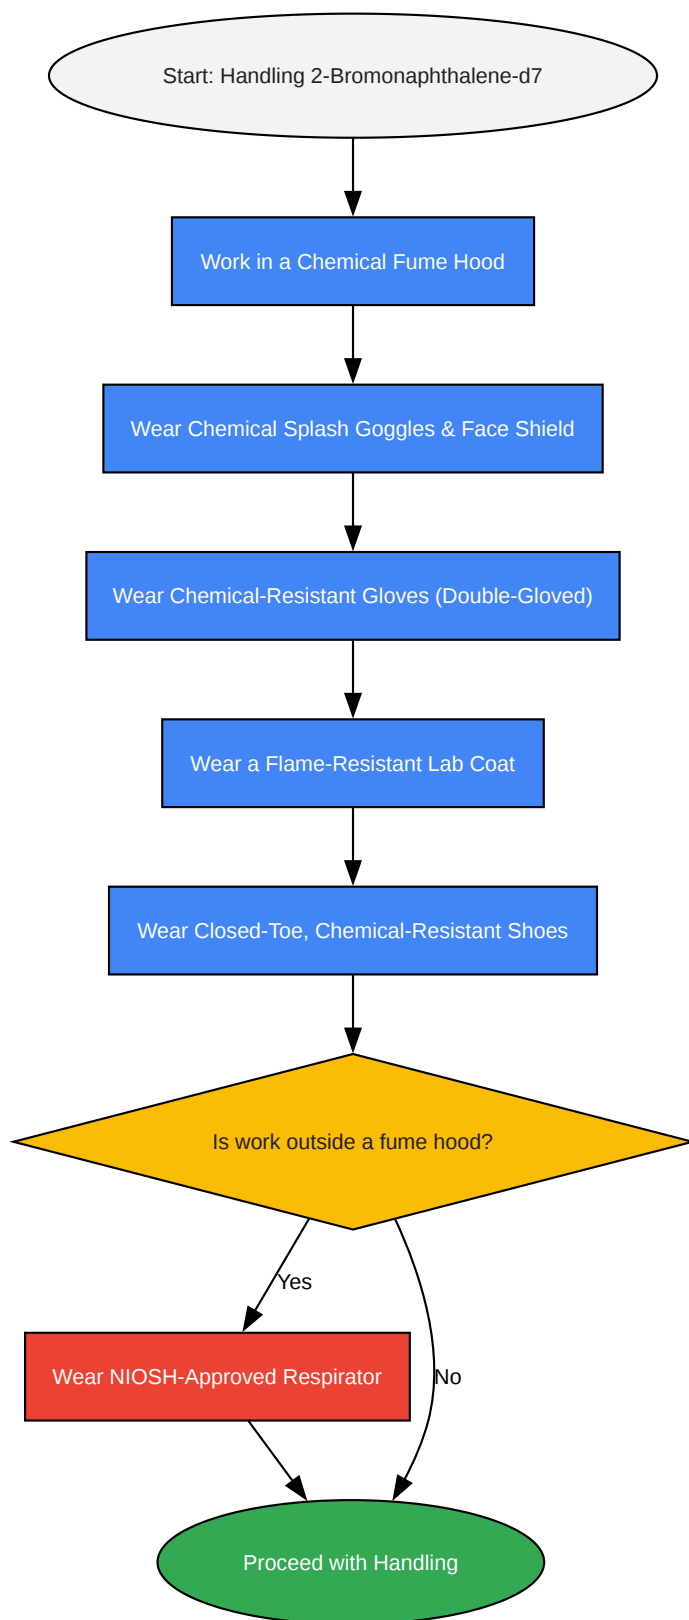 Start: Handling 2-Bromonaphthalene-d7
Work in a Chemical Fume Hood
Wear Chemical Splash Goggles & Face Shield
Wear Chemical-Resistant Gloves (Double-Gloved)
Wear a Flame-Resistant Lab Coat
Wear Closed-Toe, Chemical-Resistant Shoes
Is work outside a fume hood?
Yes
Wear NIOSH-Approved Respirator
No
Proceed with Handling